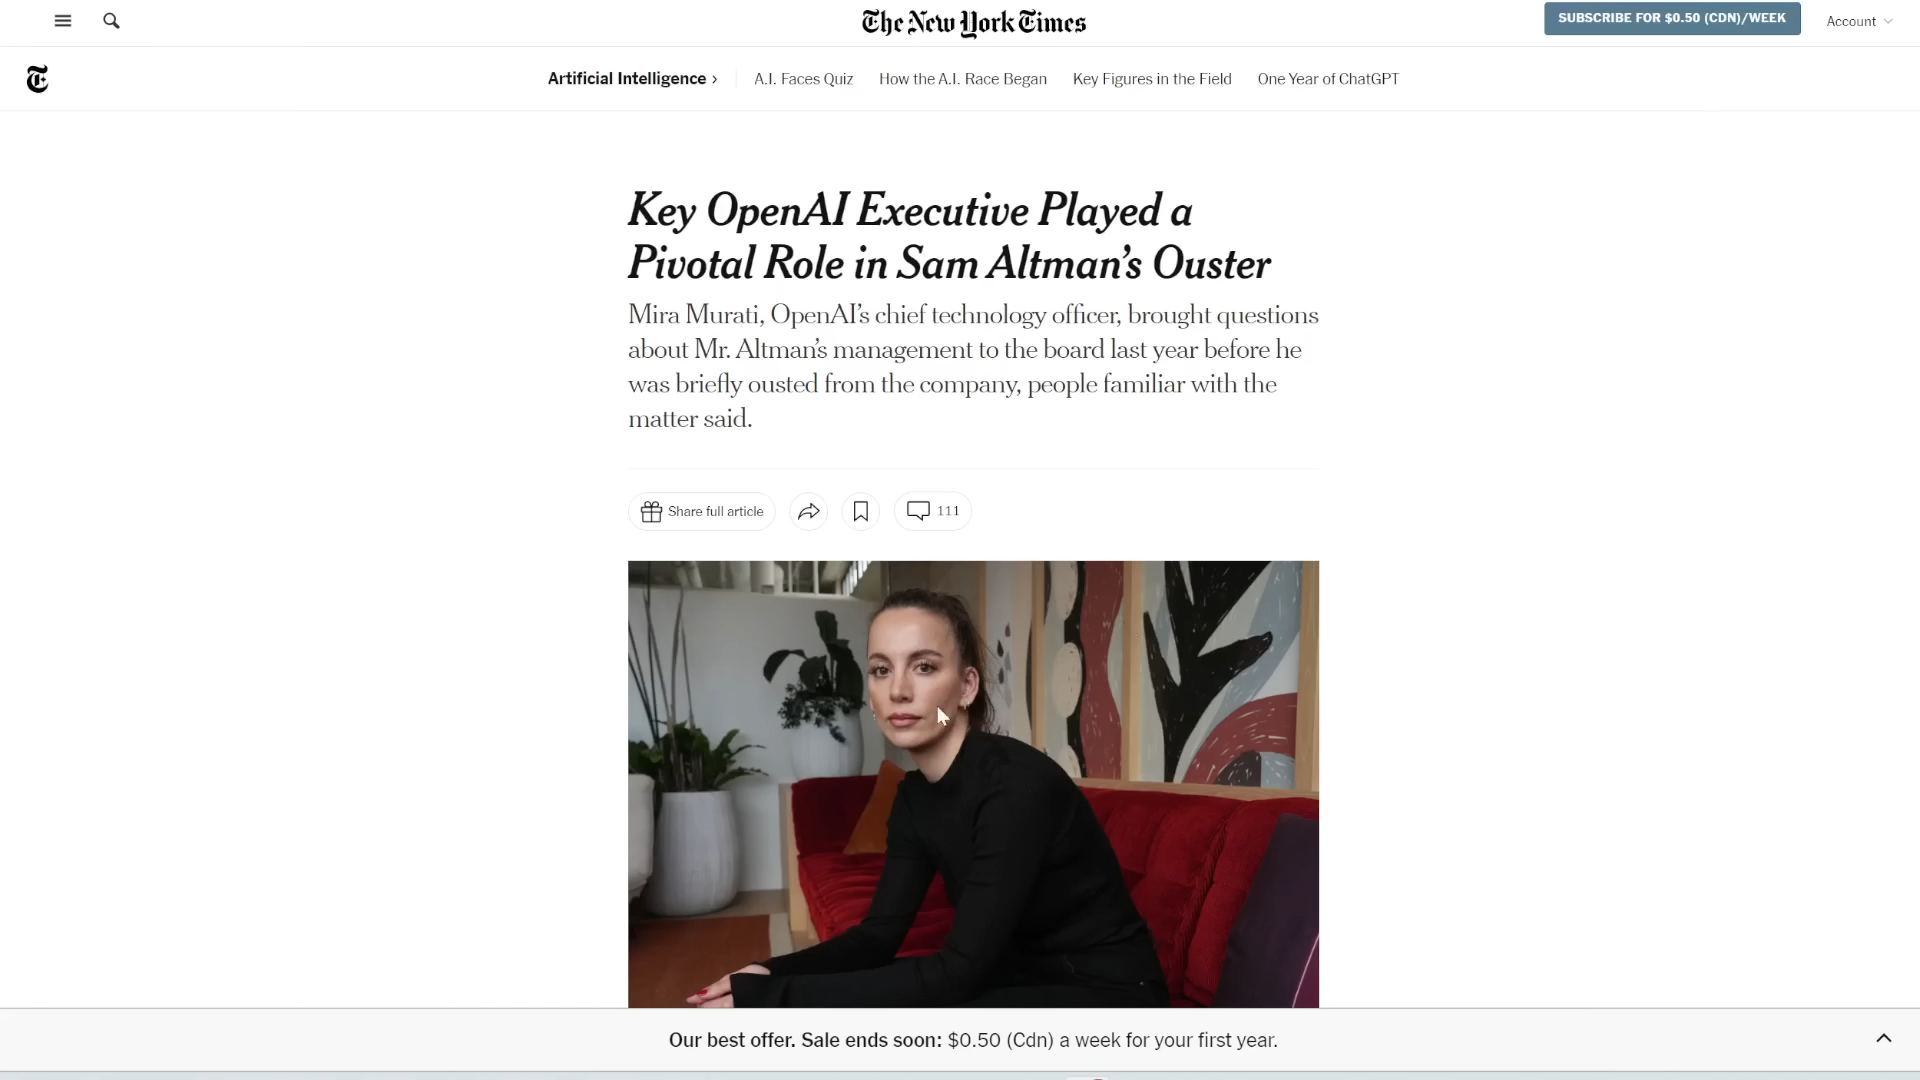 The New York Times
SUBSCRIBE FOR $0.50 (CDN)/WEEK
Account
Artificial Intelligence ›
A.I. Faces Quiz
How the A.I. Race Began
Key Figures in the Field
One Year of ChatGPT
Key OpenAI Executive Played a
Pivotal Role in Sam Altman’s Ouster
Mira Murati, OpenAI’s chief technology officer, brought questions
about Mr. Altman’s management to the board last year before he
was briefly ousted from the company, people familiar with the
matter said.
Share full article
111
Our best offer. Sale ends soon: $0.50 (Cdn) a week for your first year.